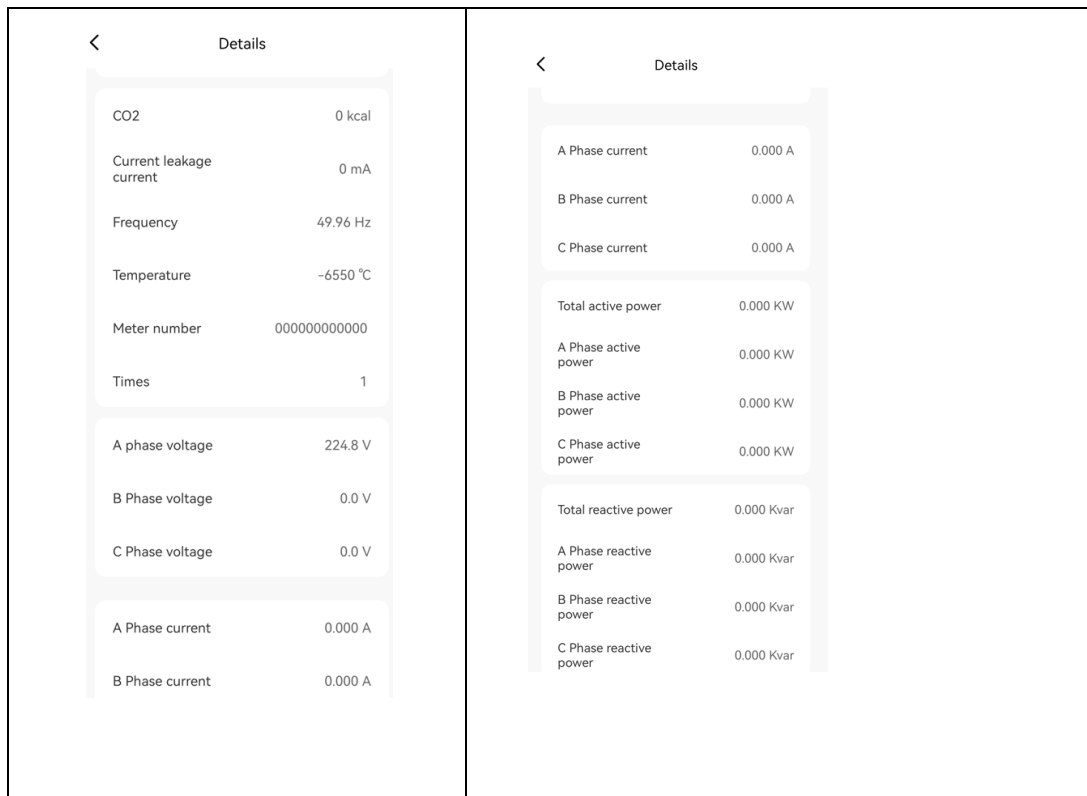 Details
CO2 0 kcal
Current leakage
current 0 mA
Frequency 49.96 Hz
Temperature -6550 ℃
Meter number 000000000000
Times 1
A phase voltage 224.8 V
B Phase voltage 0.0 V
C Phase voltage 0.0 V
A Phase current 0.000 A
B Phase current 0.000 A
Details
A Phase current 0.000 A
B Phase current 0.000 A
C Phase current 0.000 A
Total active power 0.000 KW
A Phase active
power 0.000 KW
B Phase active
power 0.000 KW
C Phase active
power 0.000 KW
Total reactive power 0.000 Kvar
A Phase reactive
power 0.000 Kvar
B Phase reactive
power 0.000 Kvar
C Phase reactive
power 0.000 Kvar